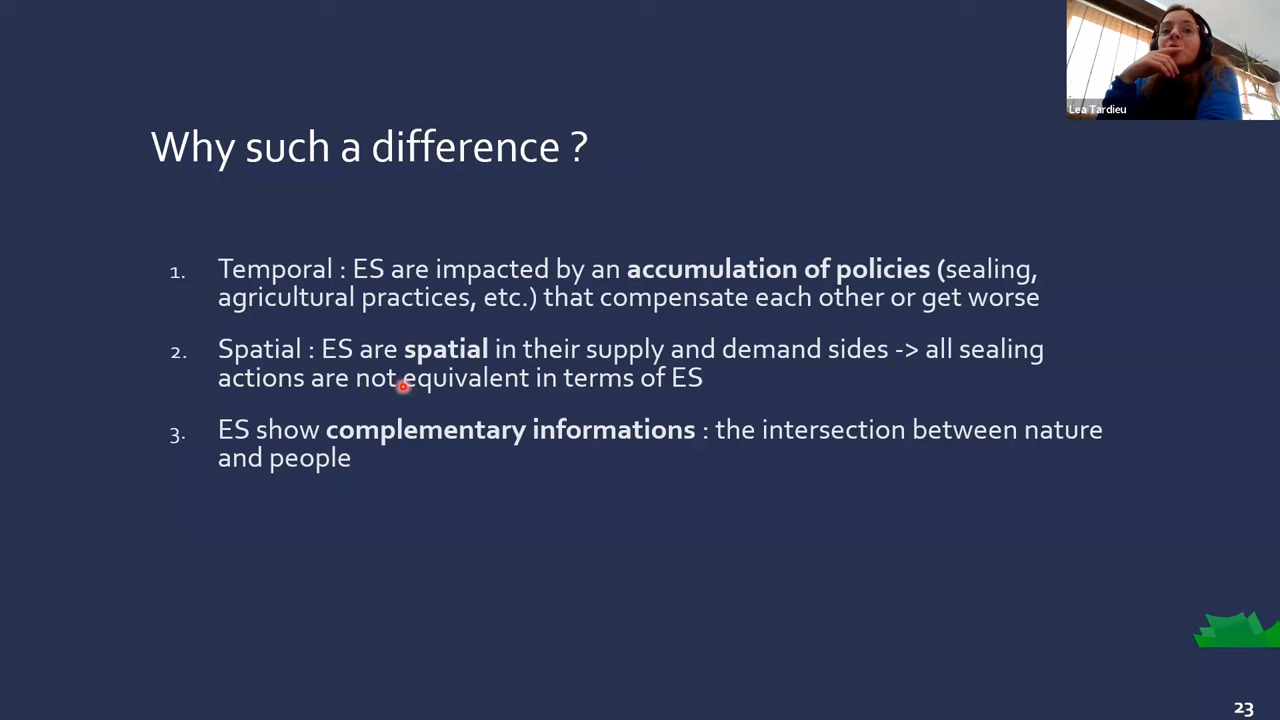 Lea Tardieu
Why such a difference ?
1. Temporal : ES are impacted by an accumulation of policies (sealing,
agricultural practices, etc.) that compensate each other or get worse
2. Spatial : ES are spatial in their supply and demand sides -> all sealing
actions are not equivalent in terms of ES
3. ES show complementary informations : the intersection between nature
and people
23